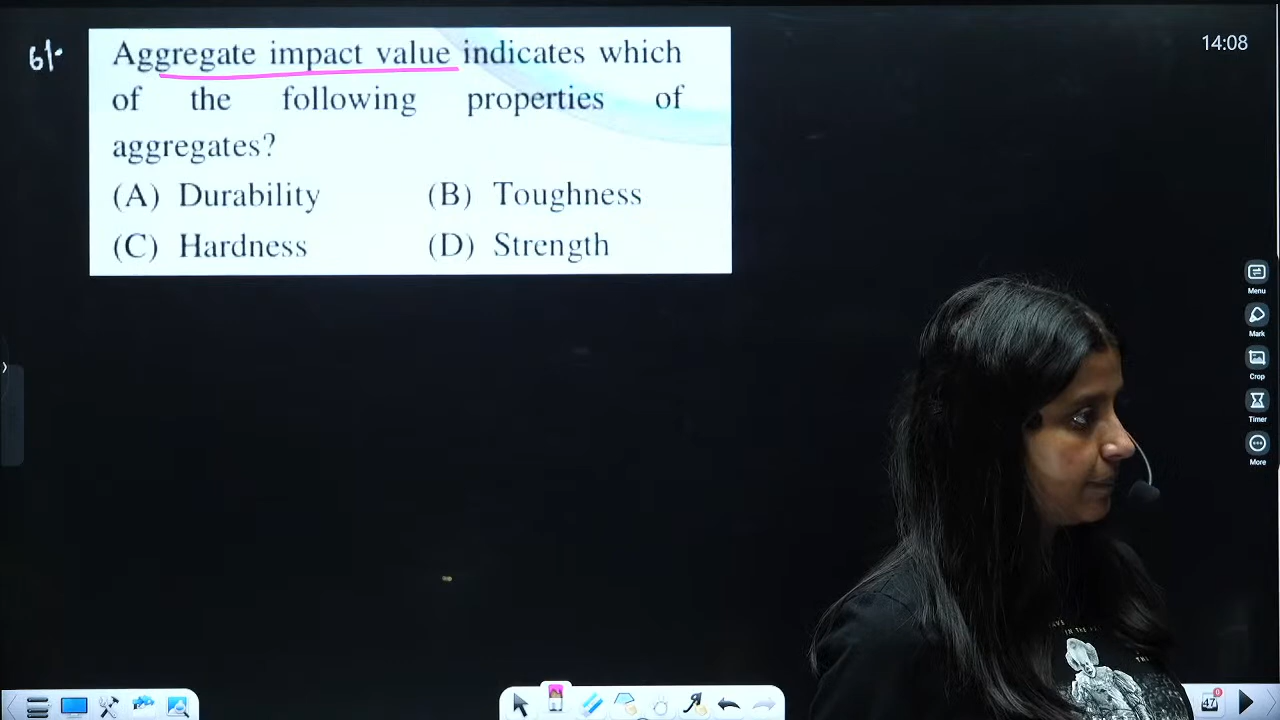 14:08
61.
Aggregate impact value indicates which
of the following properties of
aggregates?
(A) Durability (B) Toughness
(C) Hardness (D) Strength
Menu
Mark
Crop
Timer
More
47